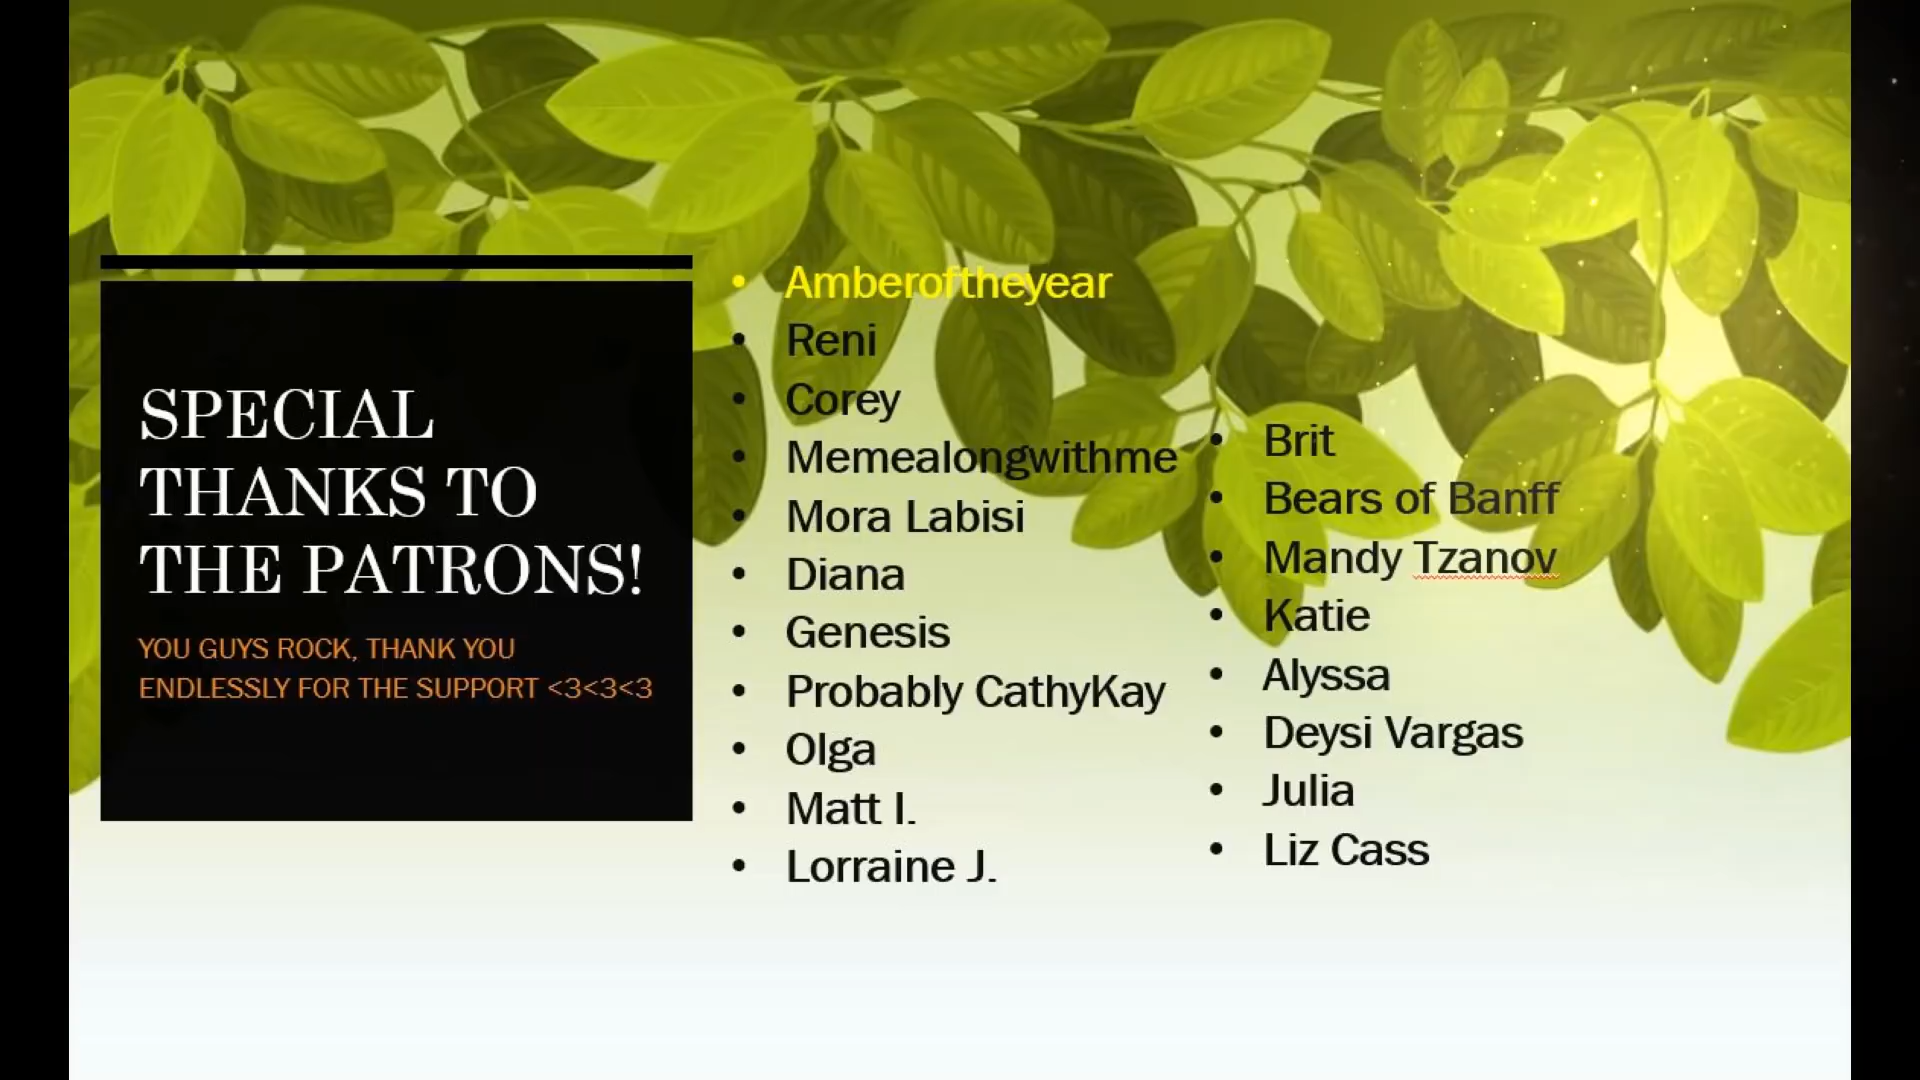 SPECIAL
THANKS TO
THE PATRONS!
YOU GUYS ROCK, THANK YOU
ENDLESSLY FOR THE SUPPORT <3<3<3
• Amberoftheyear
• Reni
• Corey
• Memealongwithme
• Mora Labisi
• Diana
• Genesis
• Probably CathyKay
• Olga
• Matt I.
• Lorraine J.
• Brit
• Bears of Banff
• Mandy Tzanov
• Katie
• Alyssa
• Deysi Vargas
• Julia
• Liz Cass